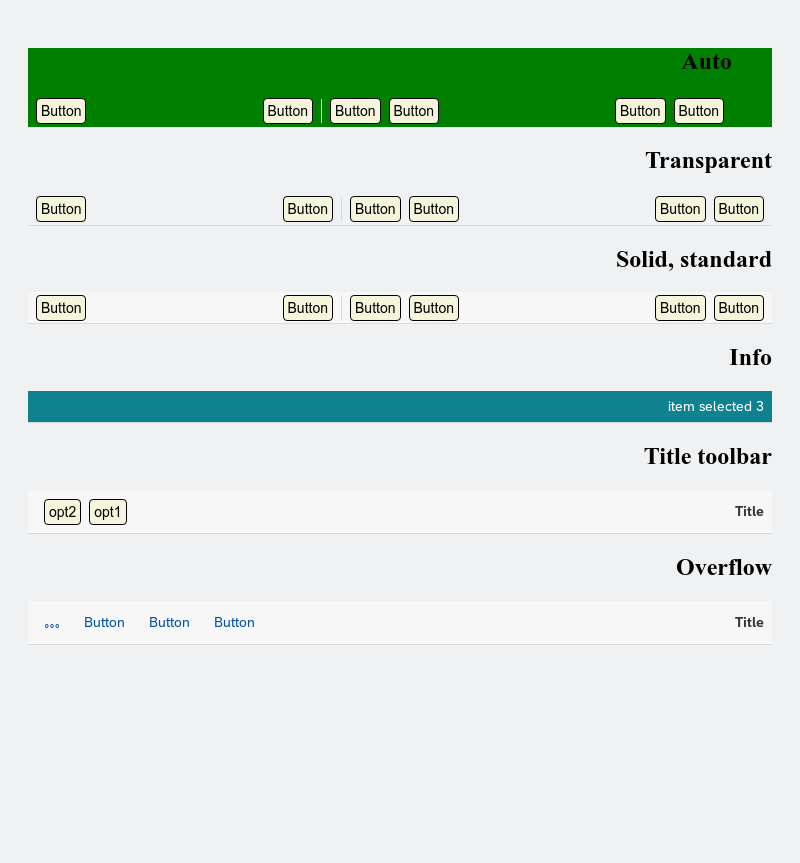 Auto
Button Button Button Button Button Button
Transparent
Button Button Button Button Button Button
Solid, standard
Button Button Button Button Button Button
Info
item selected 3
Title toolbar
opt2 opt1 Title
Overflow
Button Button Button Title